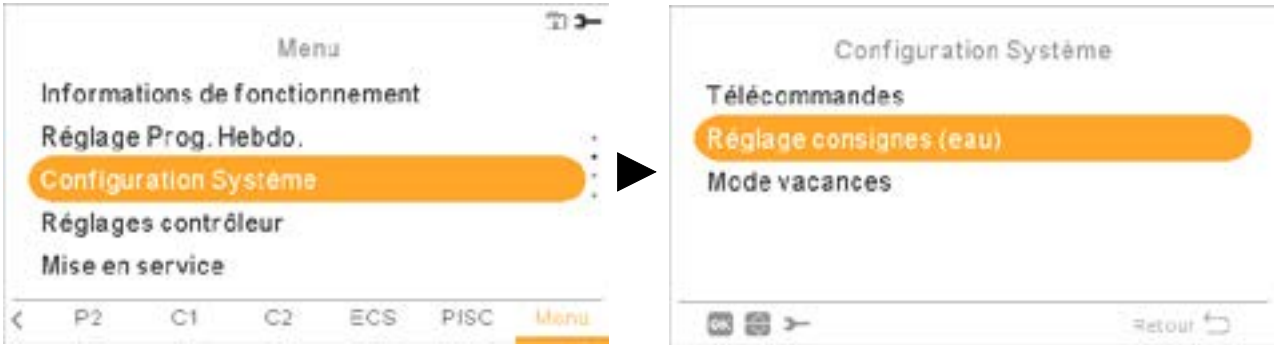 Menu
Informations de fonctionnement
Réglage Prog. Hebdo.
Configuration Système
Réglages contrôleur
Mise en service
< P2 C1 C2 ECS PISC Menu
Configuration Système
Télécommandes
Réglage consignes (eau)
Mode vacances
OK Retour